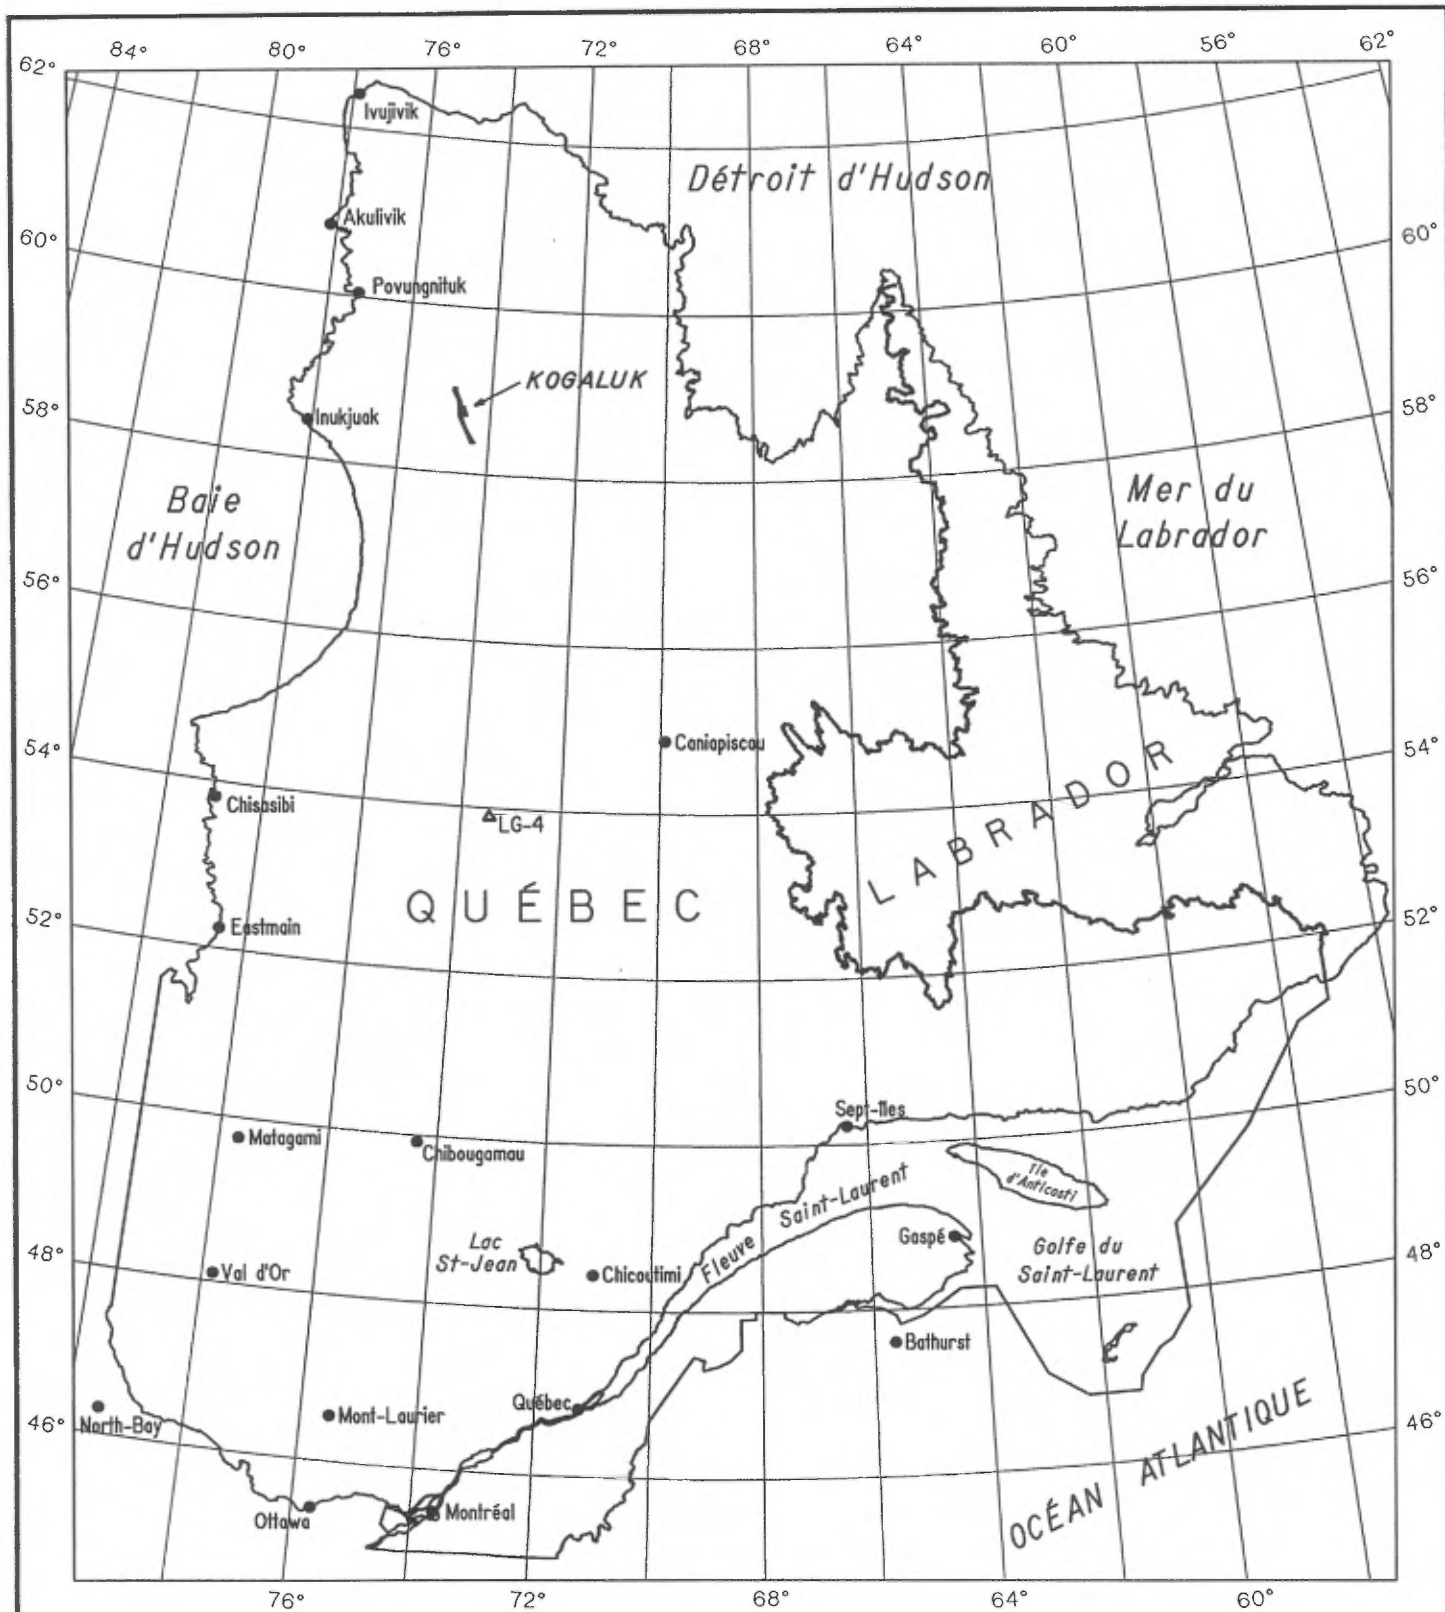 84° 80° 76° 72° 68° 64° 60° 56° 62°
62°
Ivujivik
Détroit d'Hudson
Akulivik
60° 60°
Povungnituk
KOGALUK
58° 58°
Inukjuak
Baie
d'Hudson
Mer du
Labrador
56° 56°
Caniapiscau
54° 54°
Chisasibi
LG-4
LABRADOR
QUÉBEC
52° 52°
Eastmain
50° 50°
Sept-Îles
Matagami
Chibougamau
Île
d'Anticosti
Fleuve Saint-Laurent
Gaspé
Lac
St-Jean
Golfe du
Saint-Laurent
48° 48°
Val d'Or
Chicoutimi
Bathurst
Québec
Mont-Laurier
North-Bay
46° 46°
OCÉAN ATLANTIQUE
Ottawa
Montréal
76° 72° 68° 64° 60°